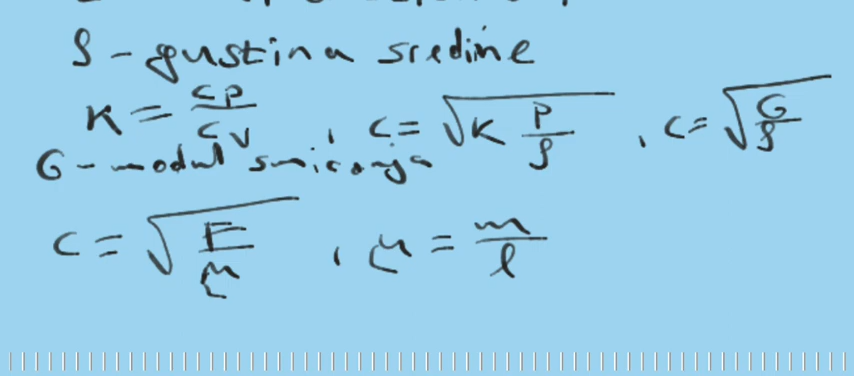 ρ - gustina sredine
κ = cp/cv , c = √(κ p/ρ) , c = √(G/ρ)
G - modul smicanja
c = √(F/μ) , μ = m/l